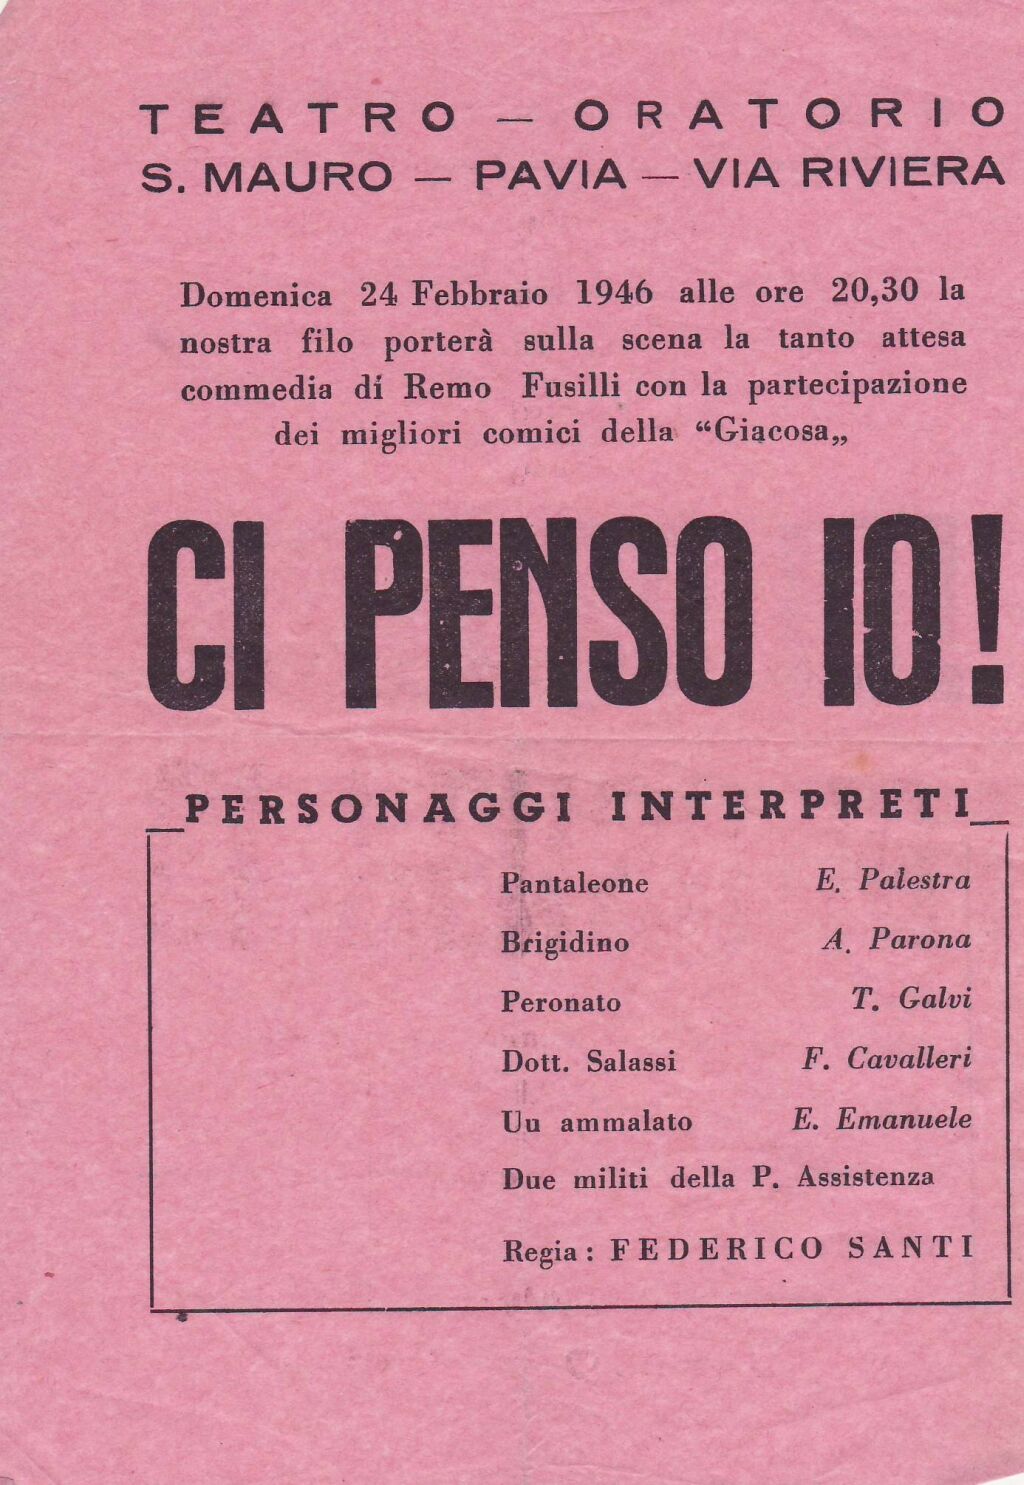 TEATRO — ORATORIO
S. MAURO — PAVIA — VIA RIVIERA
Domenica 24 Febbraio 1946 alle ore 20,30 la
nostra filo porterà sulla scena la tanto attesa
commedia di Remo Fusilli con la partecipazione
dei migliori comici della “Giacosa„
CI PENSO IO!
PERSONAGGI INTERPRETI
Pantaleone E. Palestra
Brigidino A. Parona
Peronato T. Galvi
Dott. Salassi F. Cavalleri
Uu ammalato E. Emanuele
Due militi della P. Assistenza
Regia: FEDERICO SANTI